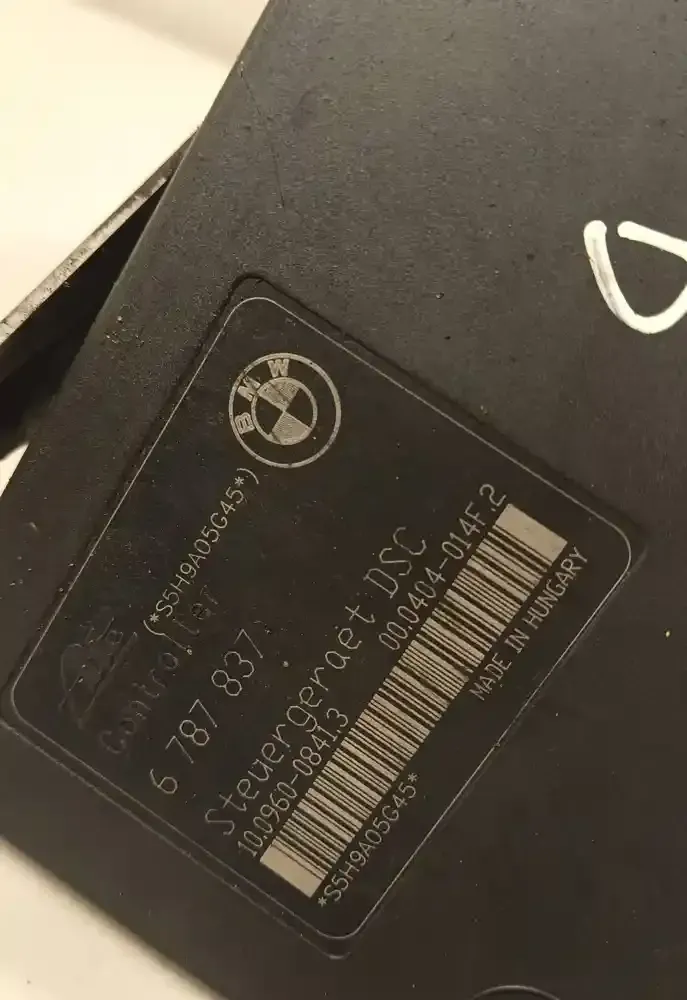 BMW
(*S5H9A05G45*)
Controller
6 787 837
Steuergeraet DSC
10.0960-0841.3 00.0404-014F.2
*S5H9A05G45*
MADE IN HUNGARY